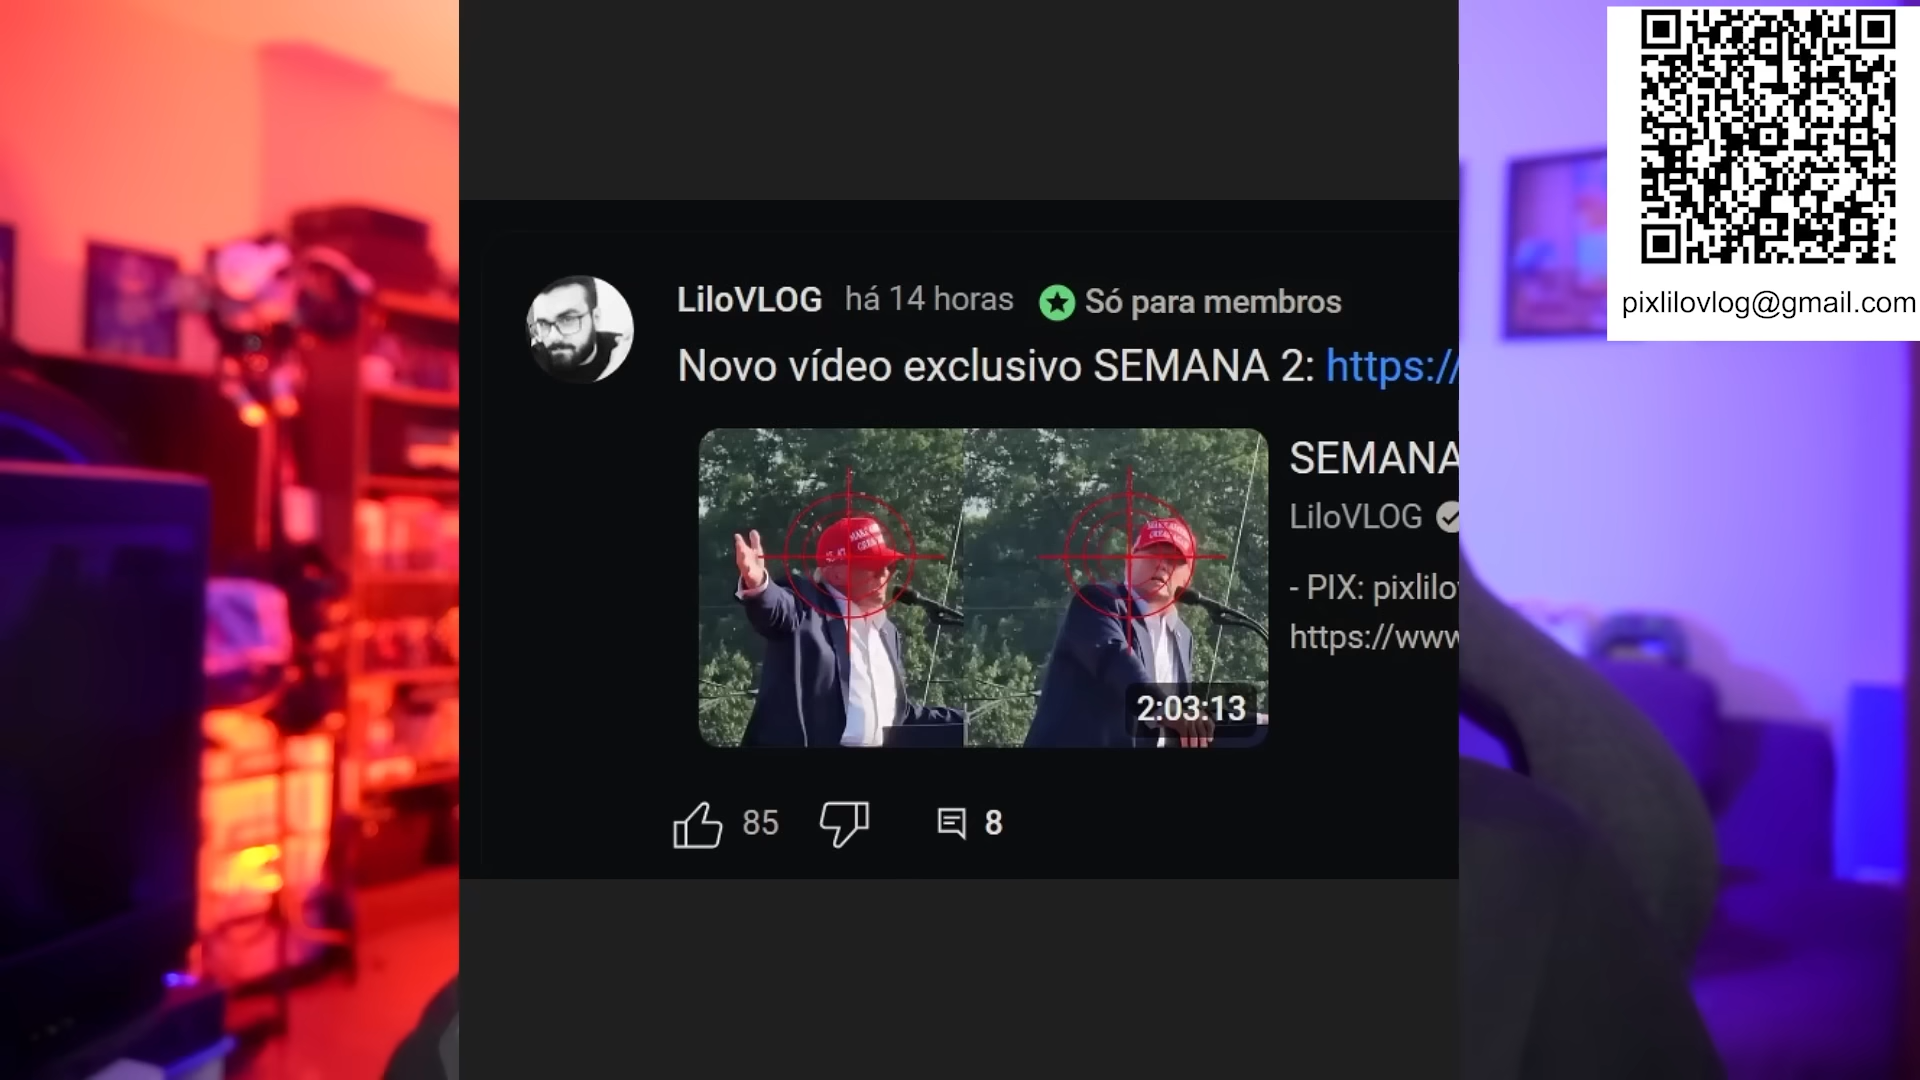 pixlilovlog@gmail.com
LiloVLOG há 14 horas Só para membros
Novo vídeo exclusivo SEMANA 2: https://
SEMANA
LiloVLOG
- PIX: pixlilo
https://www
2:03:13
85 8